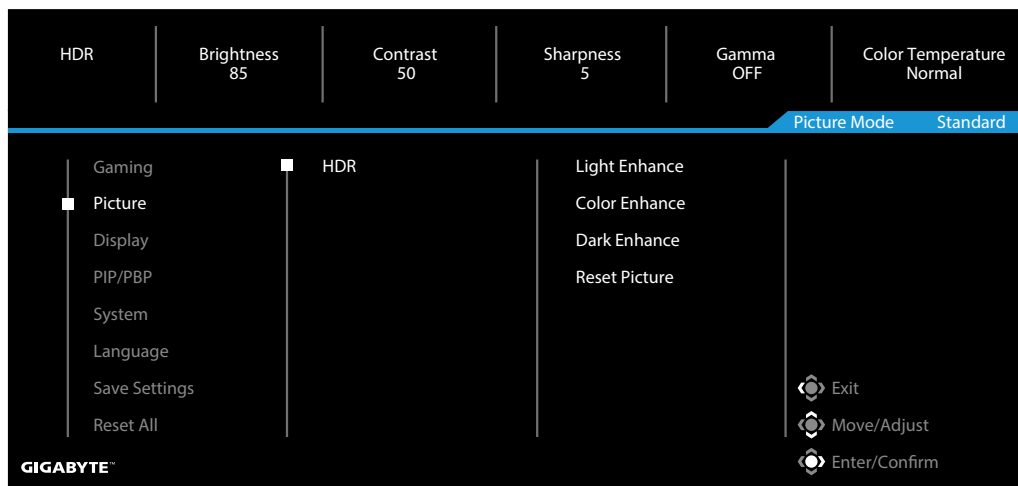 HDR
Brightness
85
Contrast
50
Sharpness
5
Gamma
OFF
Color Temperature
Normal
Picture Mode Standard
Gaming
Picture
Display
PIP/PBP
System
Language
Save Settings
Reset All
HDR
Light Enhance
Color Enhance
Dark Enhance
Reset Picture
Exit
Move/Adjust
Enter/Confirm
GIGABYTE™